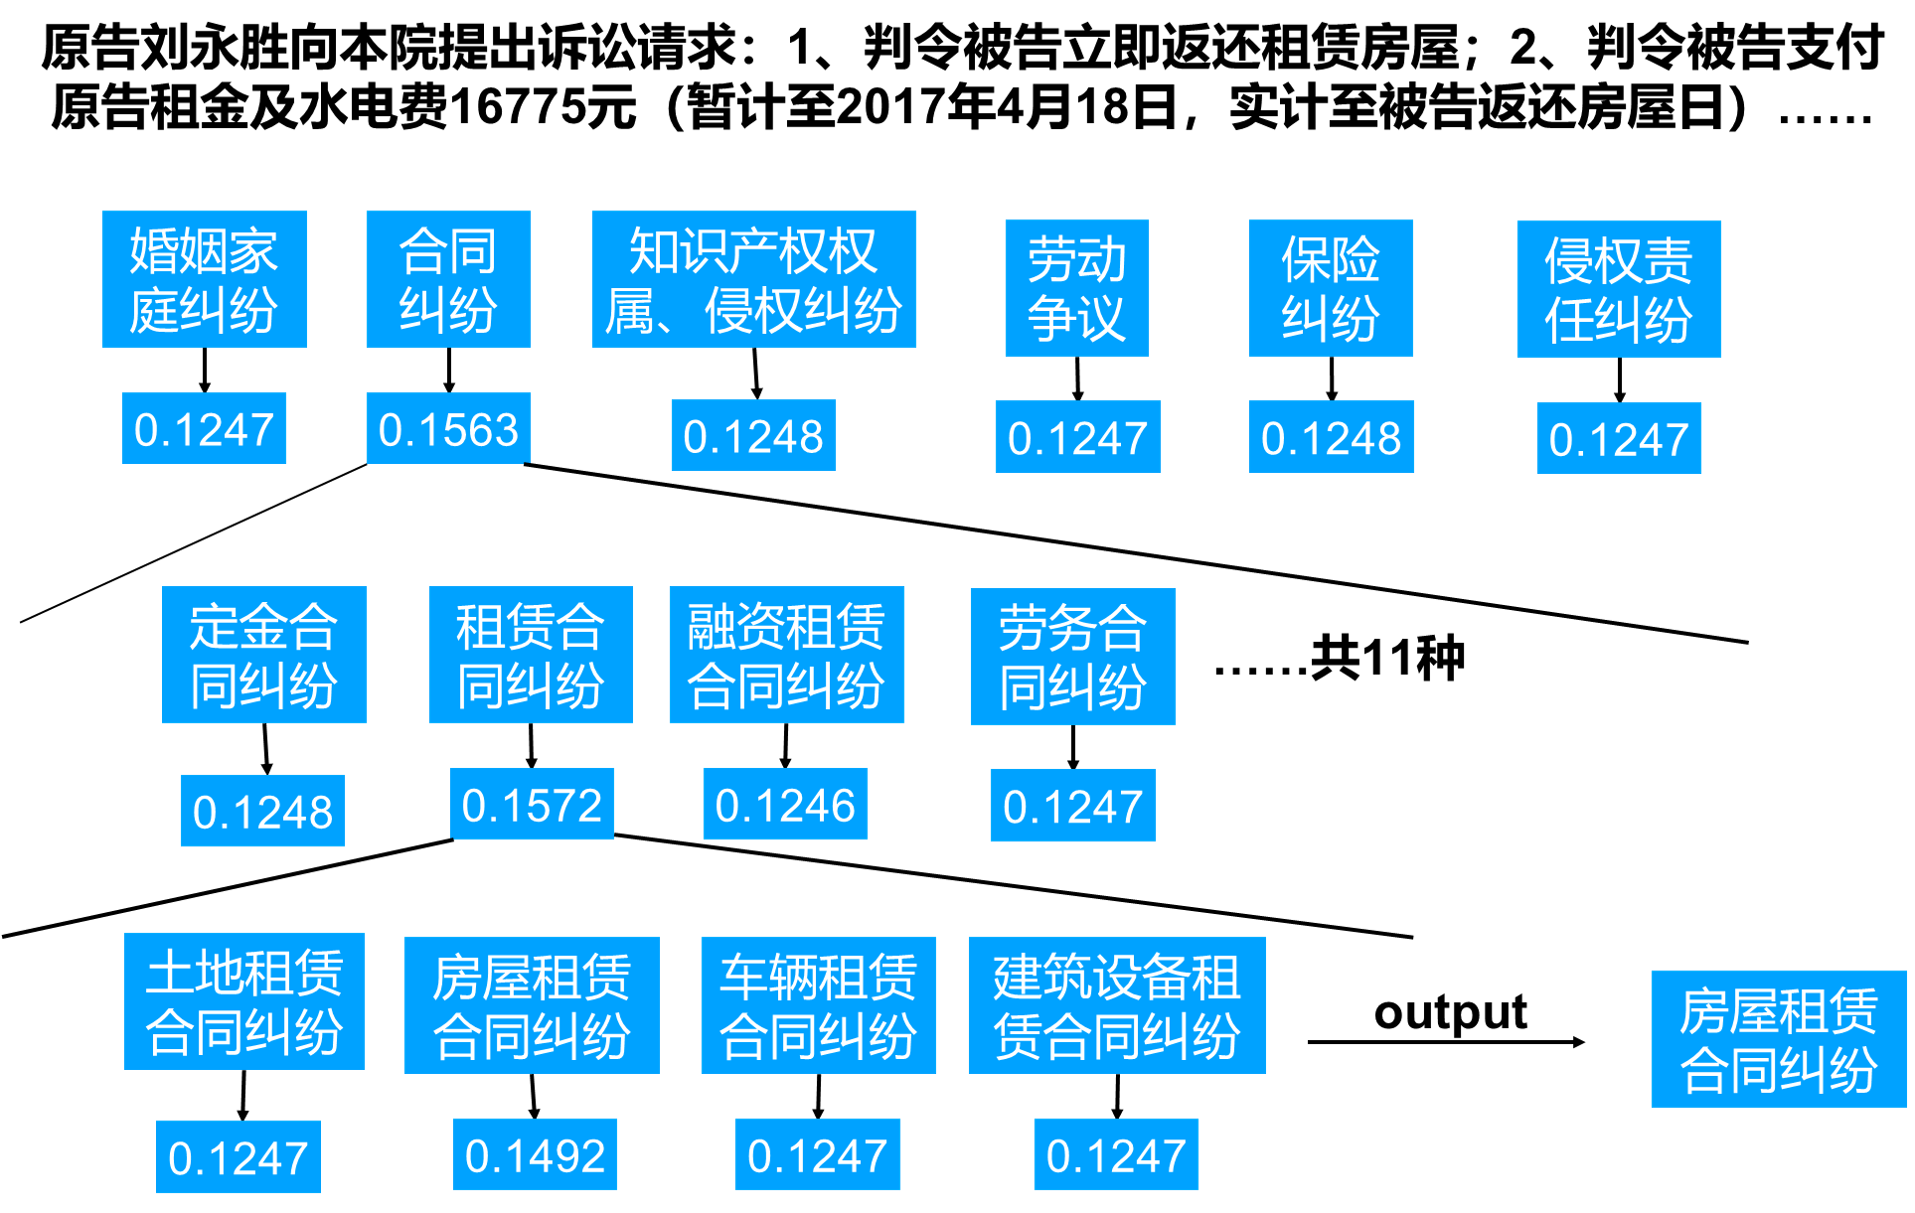 原告刘永胜向本院提出诉讼请求：1、判令被告立即返还租赁房屋；2、判令被告支付
原告租金及水电费16775元（暂计至2017年4月18日，实计至被告返还房屋日）……
婚姻家
庭纠纷
合同
纠纷
知识产权权
属、侵权纠纷
劳动
争议
保险
纠纷
侵权责
任纠纷
0.1247
0.1563
0.1248
0.1247
0.1248
0.1247
定金合
同纠纷
租赁合
同纠纷
融资租赁
合同纠纷
劳务合
同纠纷
……共11种
0.1248
0.1572
0.1246
0.1247
土地租赁
合同纠纷
房屋租赁
合同纠纷
车辆租赁
合同纠纷
建筑设备租
赁合同纠纷
output
房屋租赁
合同纠纷
0.1247
0.1492
0.1247
0.1247